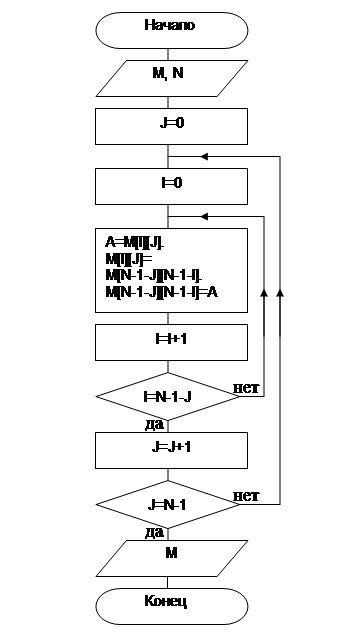 Начало
M, N
J=0
I=0
A=M[I][J].
M[I][J]=
M[N-1-J][N-1-I].
M[N-1-J][N-1-I]=A
I=I+1
I=N-1-J
нет
да
J=J+1
J=N-1
нет
да
M
Конец